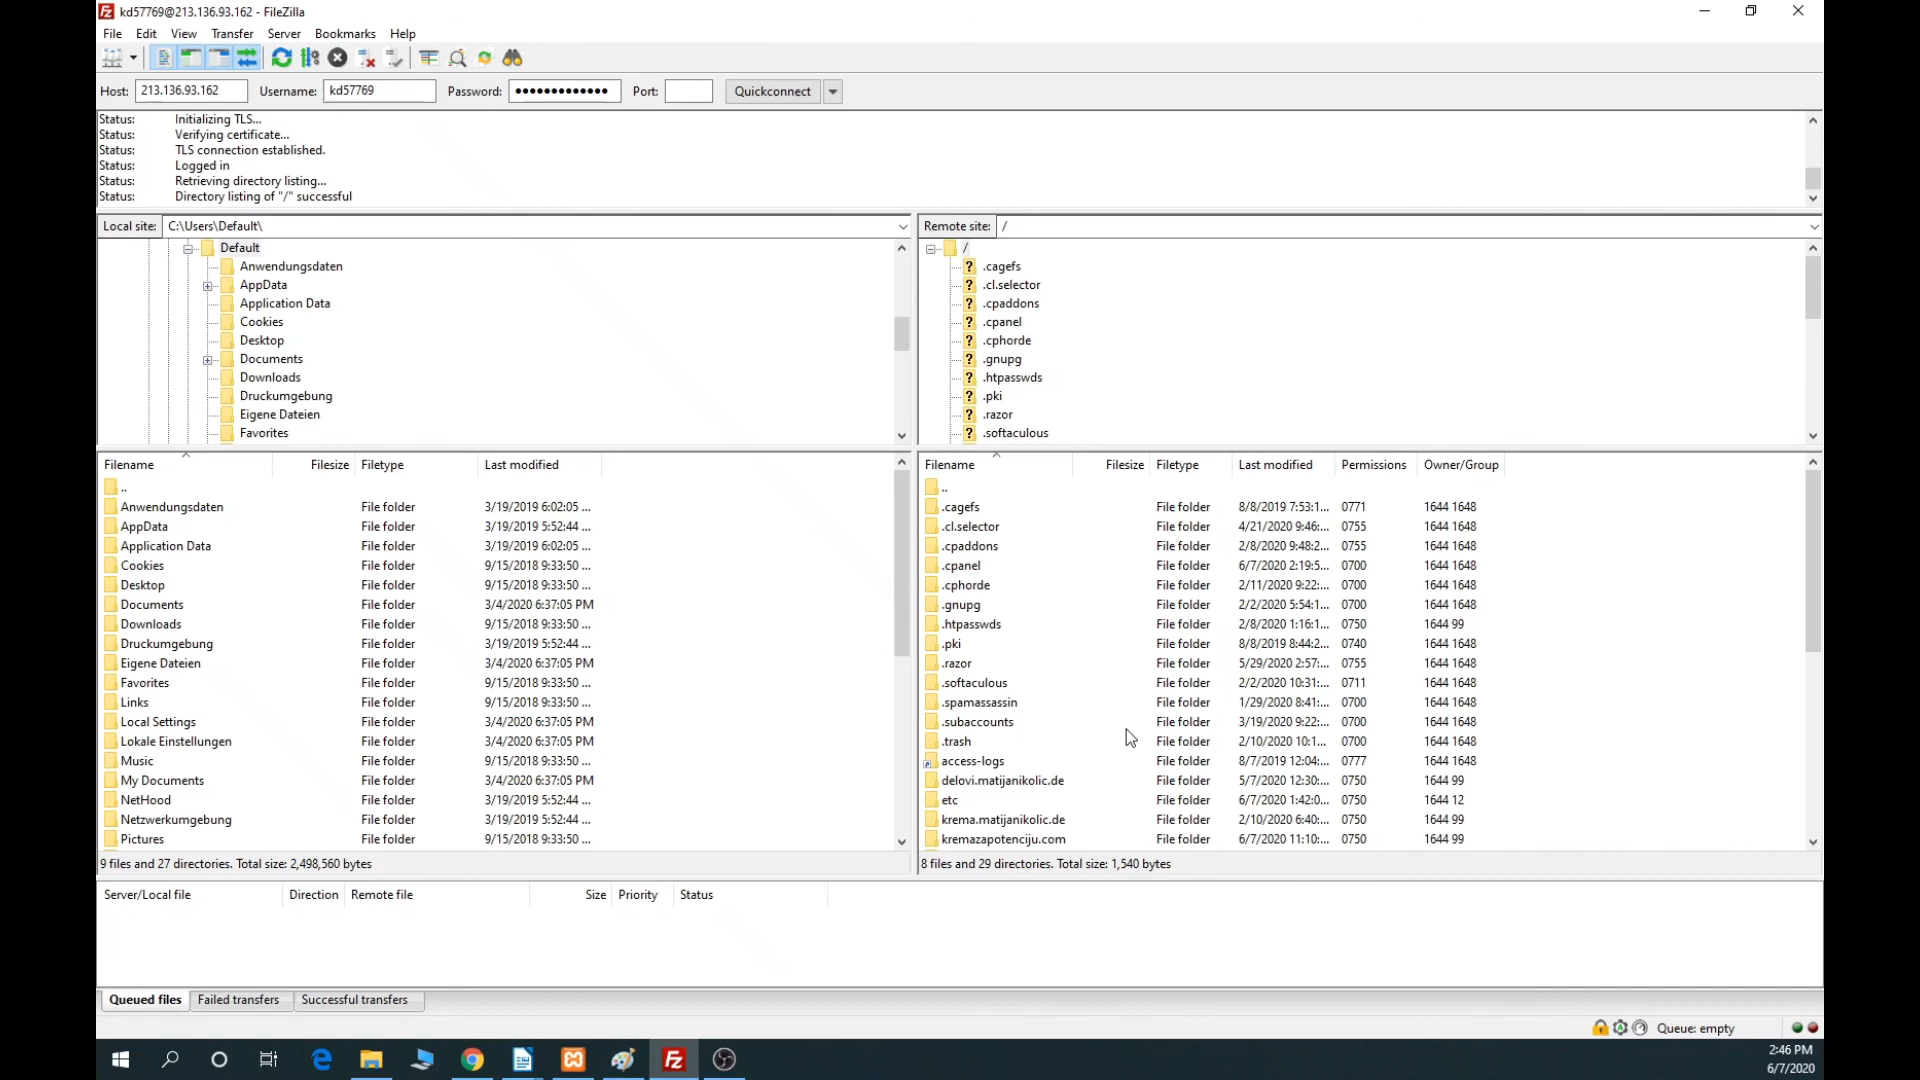 kd57769@213.136.93.162 - FileZilla
File Edit View Transfer Server Bookmarks Help
Host: 213.136.93.162 Username: kd57769 Password: ●●●●●●●●●●●●● Port: Quickconnect
Status: Initializing TLS...
Status: Verifying certificate...
Status: TLS connection established.
Status: Logged in
Status: Retrieving directory listing...
Status: Directory listing of "/" successful
Local site: C:\Users\Default\
Default
Anwendungsdaten
AppData
Application Data
Cookies
Desktop
Documents
Downloads
Druckumgebung
Eigene Dateien
Favorites
Remote site: /
/
.cagefs
.cl.selector
.cpaddons
.cpanel
.cphorde
.gnupg
.htpasswds
.pki
.razor
.softaculous
Filename Filesize Filetype Last modified
..
Anwendungsdaten File folder 3/19/2019 6:02:05 ...
AppData File folder 3/19/2019 5:52:44 ...
Application Data File folder 3/19/2019 6:02:05 ...
Cookies File folder 9/15/2018 9:33:50 ...
Desktop File folder 9/15/2018 9:33:50 ...
Documents File folder 3/4/2020 6:37:05 PM
Downloads File folder 9/15/2018 9:33:50 ...
Druckumgebung File folder 3/19/2019 5:52:44 ...
Eigene Dateien File folder 3/4/2020 6:37:05 PM
Favorites File folder 9/15/2018 9:33:50 ...
Links File folder 9/15/2018 9:33:50 ...
Local Settings File folder 3/4/2020 6:37:05 PM
Lokale Einstellungen File folder 3/4/2020 6:37:05 PM
Music File folder 9/15/2018 9:33:50 ...
My Documents File folder 3/4/2020 6:37:05 PM
NetHood File folder 3/19/2019 5:52:44 ...
Netzwerkumgebung File folder 3/19/2019 5:52:44 ...
Pictures File folder 9/15/2018 9:33:50 ...
9 files and 27 directories. Total size: 2,498,560 bytes
Filename Filesize Filetype Last modified Permissions Owner/Group
..
.cagefs File folder 8/8/2019 7:53:1... 0771 1644 1648
.cl.selector File folder 4/21/2020 9:46:... 0755 1644 1648
.cpaddons File folder 2/8/2020 9:48:2... 0755 1644 1648
.cpanel File folder 6/7/2020 2:19:5... 0700 1644 1648
.cphorde File folder 2/11/2020 9:22:... 0700 1644 1648
.gnupg File folder 2/2/2020 5:54:1... 0700 1644 1648
.htpasswds File folder 2/8/2020 1:16:1... 0750 1644 99
.pki File folder 8/8/2019 8:44:2... 0740 1644 1648
.razor File folder 5/29/2020 2:57:... 0755 1644 1648
.softaculous File folder 2/2/2020 10:31:... 0711 1644 1648
.spamassassin File folder 1/29/2020 8:41:... 0700 1644 1648
.subaccounts File folder 3/19/2020 9:22:... 0700 1644 1648
.trash File folder 2/10/2020 10:1... 0700 1644 1648
access-logs File folder 8/7/2019 12:04:... 0777 1644 1648
delovi.matijanikolic.de File folder 5/7/2020 12:30:... 0750 1644 99
etc File folder 6/7/2020 1:42:0... 0750 1644 12
krema.matijanikolic.de File folder 2/10/2020 6:40:... 0750 1644 99
kremazapotenciju.com File folder 6/7/2020 11:10:... 0750 1644 99
8 files and 29 directories. Total size: 1,540 bytes
Server/Local file Direction Remote file Size Priority Status
Queued files Failed transfers Successful transfers
Queue: empty
2:46 PM
6/7/2020